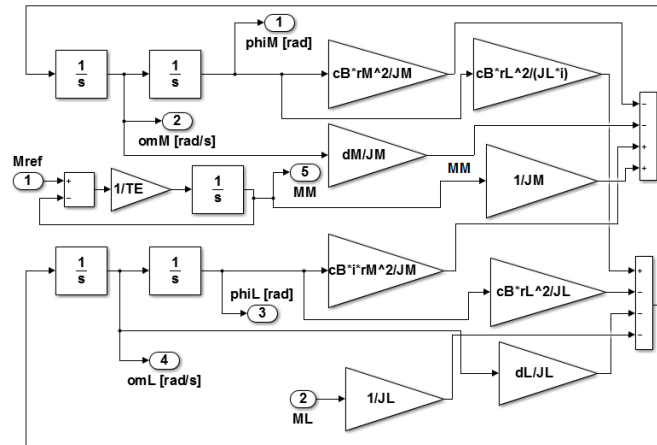 1
phiM [rad]
1
s
1
s
cB*rM^2/JM
cB*rL^2/(JL*i)
−
2
omM [rad/s]
dM/JM
−
Mref
1
+
−
1/TE
1
s
5
MM
MM
1/JM
+
+
1
s
1
s
cB*i*rM^2/JM
phiL [rad]
3
cB*rL^2/JL
+
−
−
−
4
omL [rad/s]
dL/JL
2
ML
1/JL